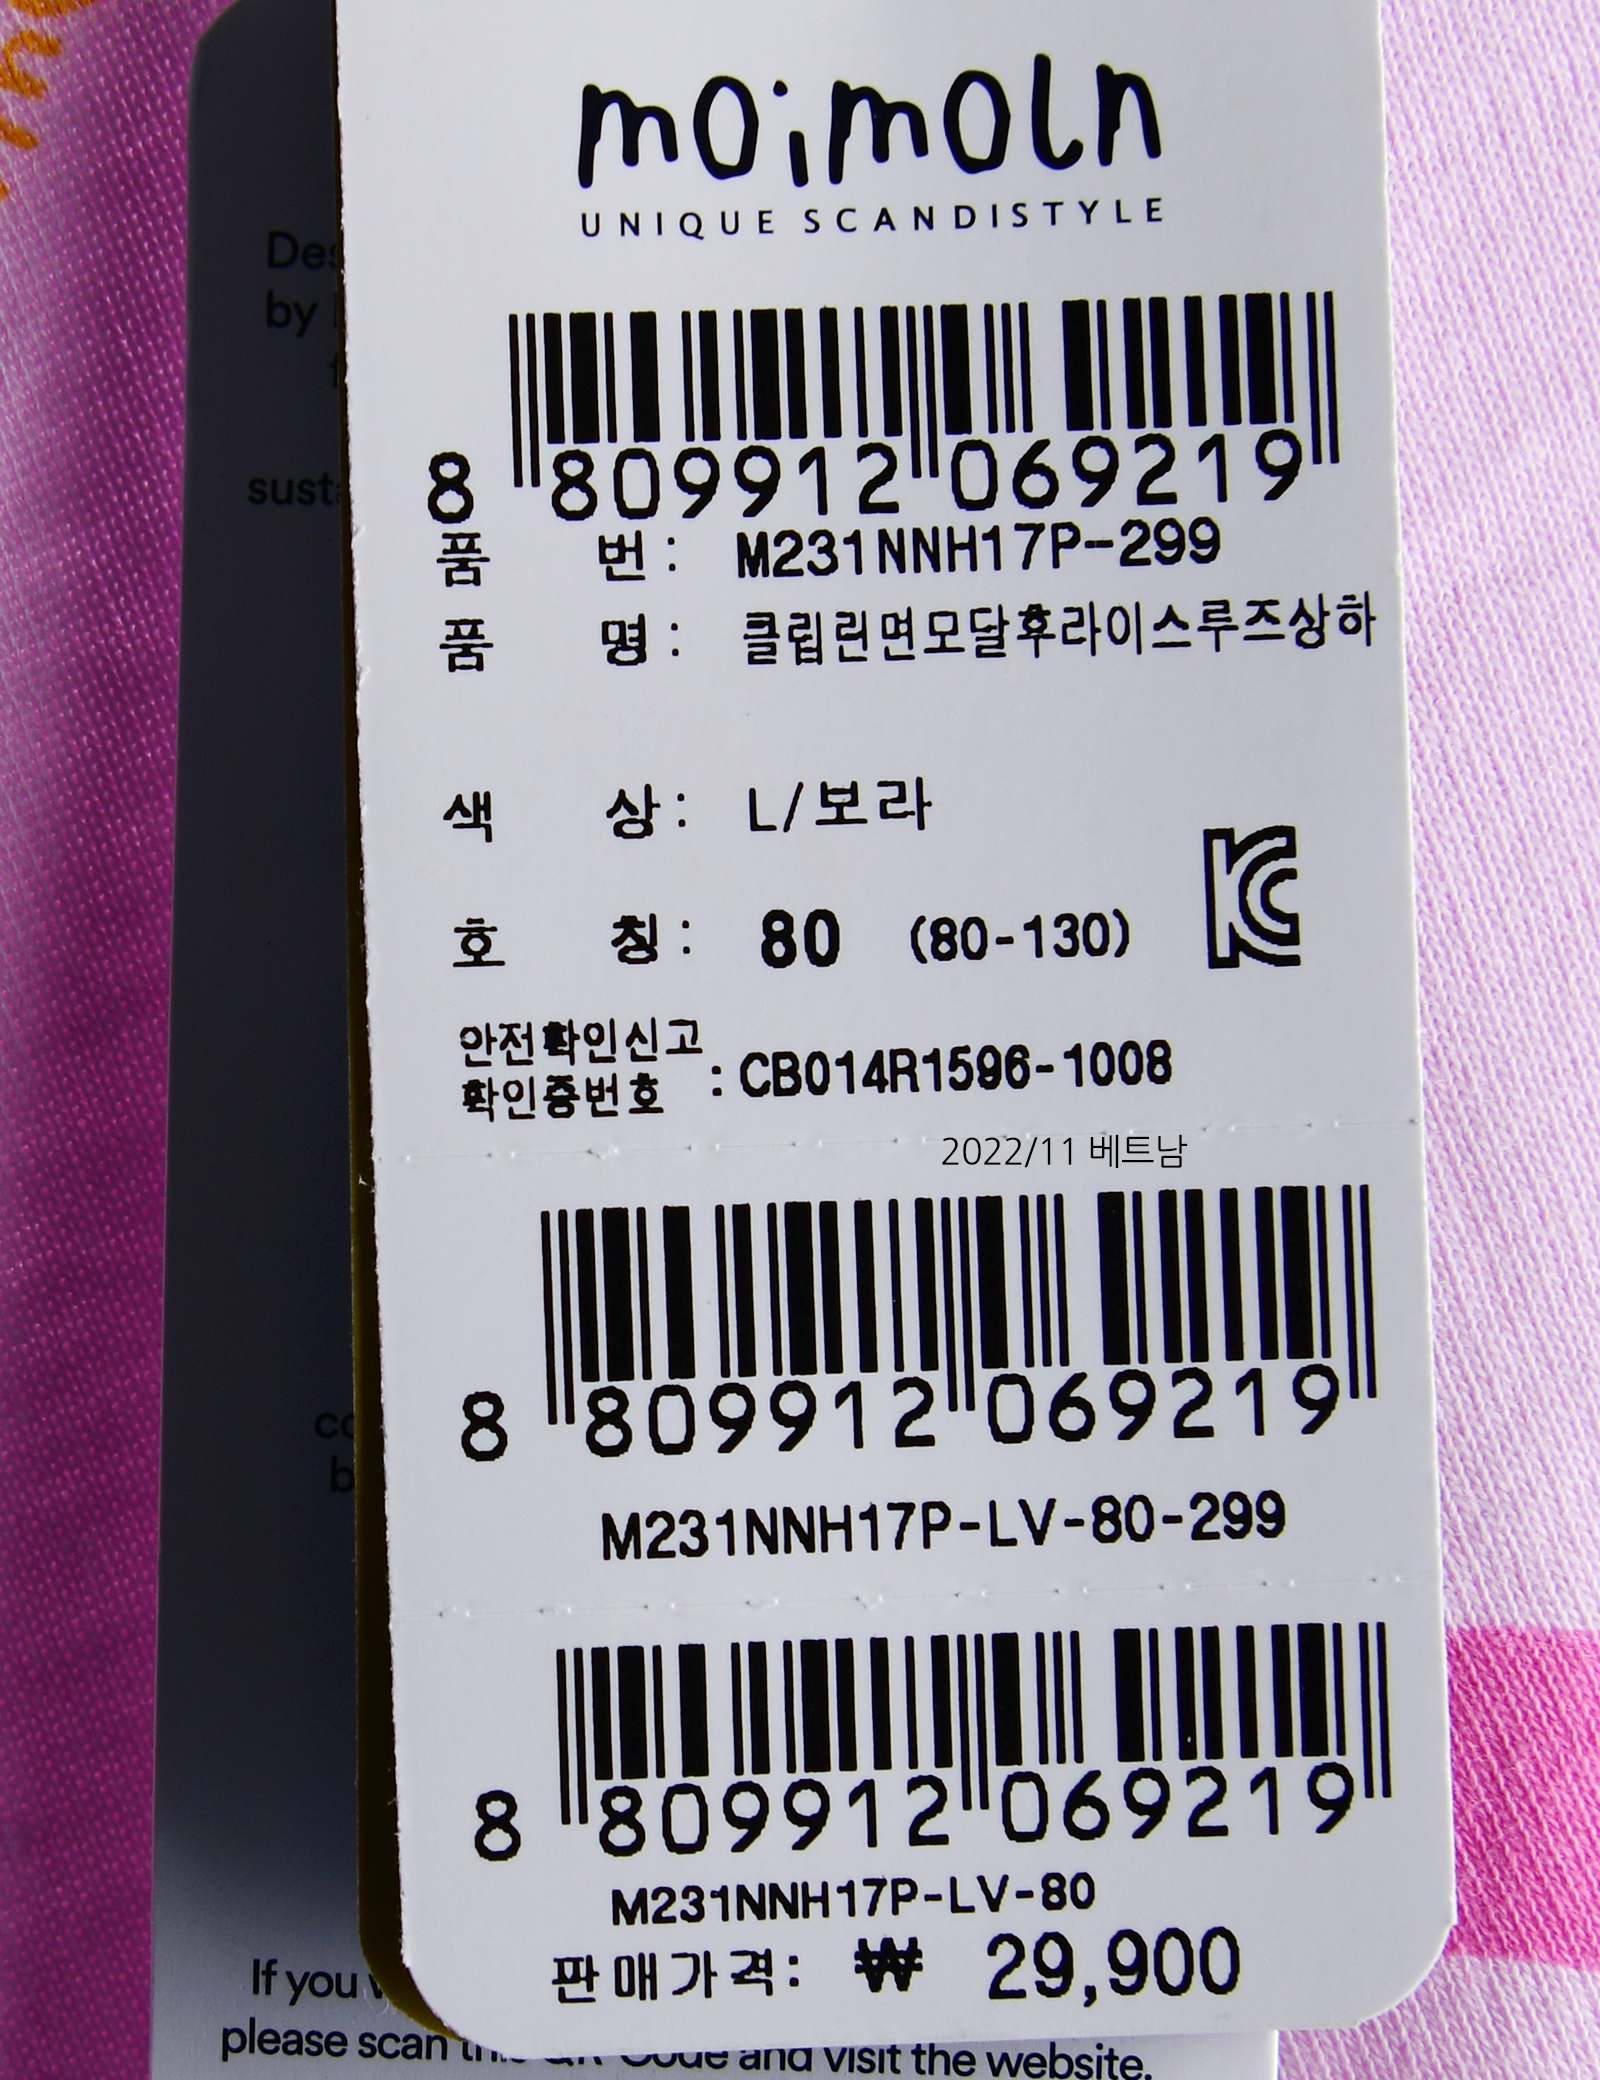 moimoln
UNIQUE SCANDISTYLE
8 809912 069219
품 번: M231NNH17P-299
품 명: 클립린면모달후라이스루즈상하
색 상: L/보라
호 칭: 80 (80-130)
안전확인신고
확인증번호 : CB014R1596-1008
2022/11 베트남
8 809912 069219
M231NNH17P-LV-80-299
8 809912 069219
M231NNH17P-LV-80
판매가격: ₩ 29,900
by
If you
please scan this QR Code and visit the website.